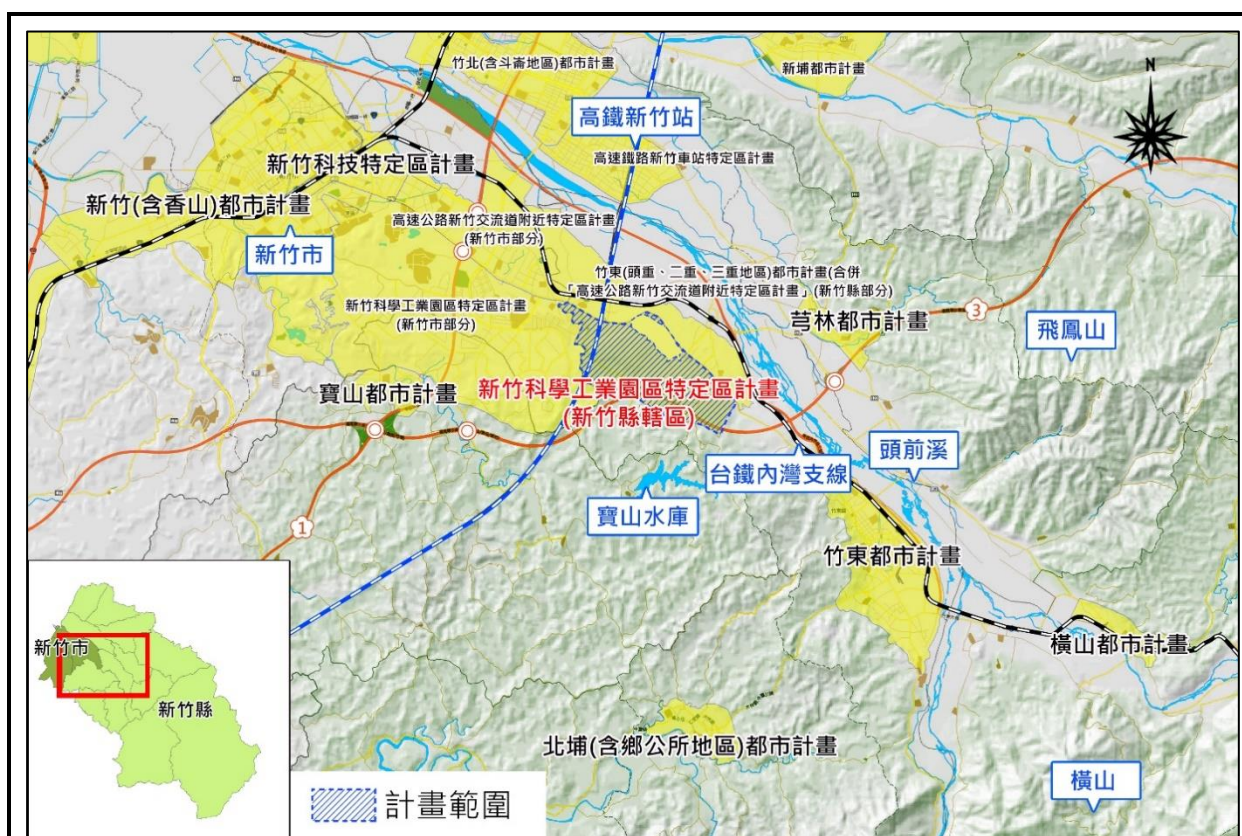 竹北(含斗崙地區)都市計畫
新埔都市計畫
N
高鐵新竹站
新竹科技特定區計畫
高速鐵路新竹車站特定區計畫
新竹(含香山)都市計畫
高速公路新竹交流道附近特定區計畫
(新竹市部分)
新竹市
竹東(頭重、二重、三重地區)都市計畫(合併
「高速公路新竹交流道附近特定區計畫」(新竹縣部分)
新竹科學工業園區特定區計畫
(新竹市部分)
芎林都市計畫
3
飛鳳山
寶山都市計畫
新竹科學工業園區特定區計畫
(新竹縣轄區)
台鐵內灣支線
頭前溪
寶山水庫
1
竹東都市計畫
橫山都市計畫
新竹市
新竹縣
北埔(含鄉公所地區)都市計畫
橫山
計畫範圍